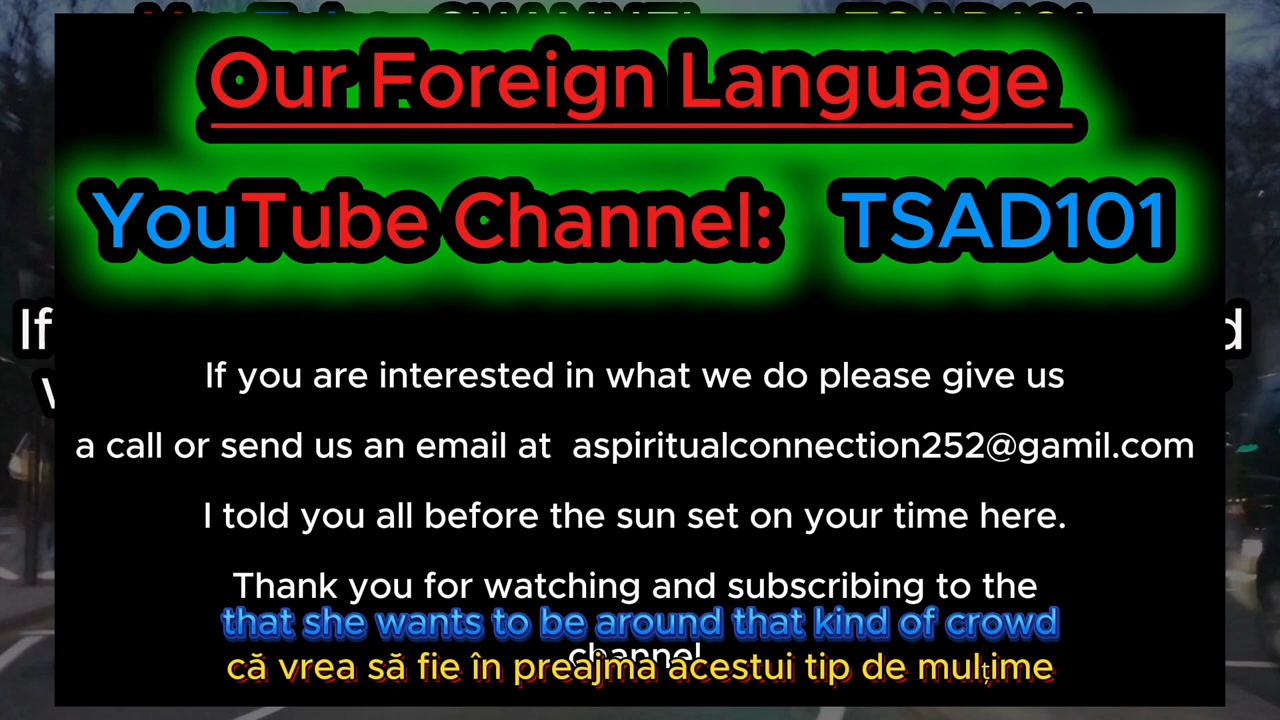 Our Foreign Language
YouTube Channel: TSAD101
If you are interested in what we do please give us
a call or send us an email at aspiritualconnection252@gamil.com
I told you all before the sun set on your time here.
Thank you for watching and subscribing to the
that she wants to be around that kind of crowd
channel
că vrea să fie în preajma acestui tip de mulțime